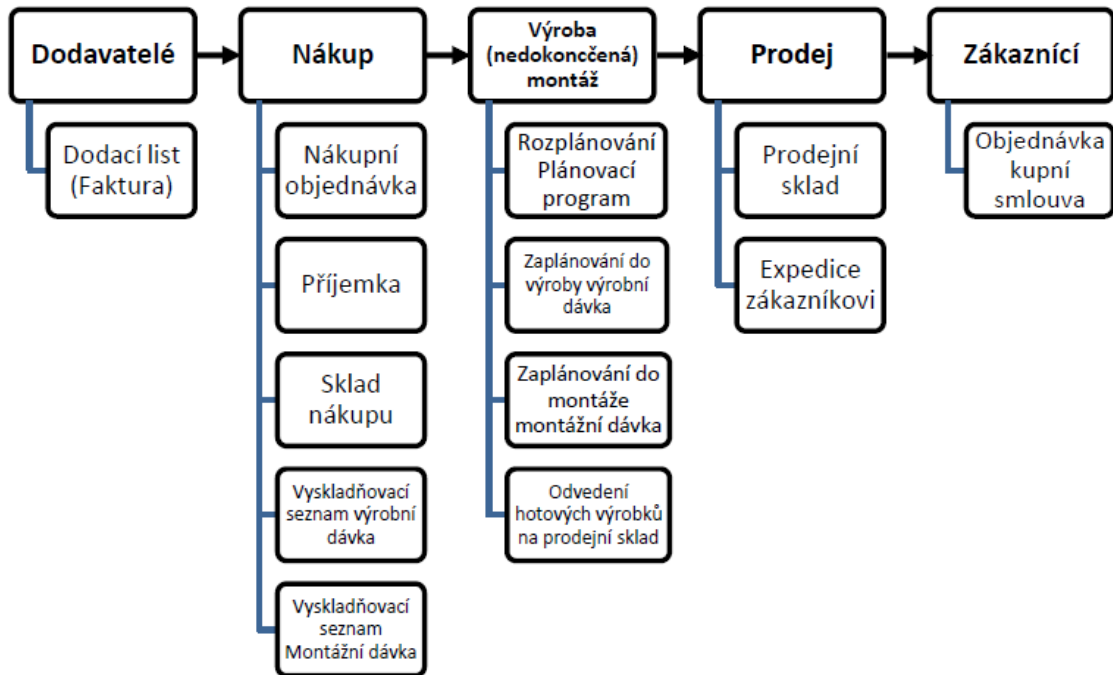 Dodavatelé
Dodací list
(Faktura)
Nákup
Nákupní
objednávka
Příjemka
Sklad
nákupu
Vyskladňovací
seznam výrobní
dávka
Vyskladňovací
seznam
Montážní dávka
Výroba
(nedokoncčená)
montáž
Rozplánování
Plánovací
program
Zaplánování do
výroby výrobní
dávka
Zaplánování do
montáže
montážní dávka
Odvedení
hotových výrobků
na prodejní sklad
Prodej
Prodejní
sklad
Expedice
zákazníkovi
Zákaznící
Objednávka
kupní
smlouva